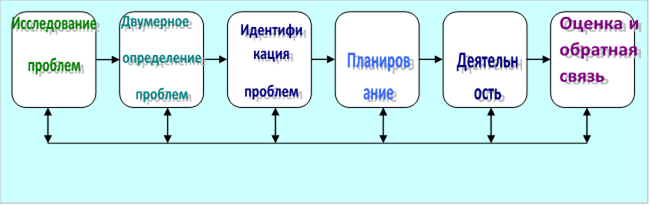 Исследование
проблем
Двумерное
определение
проблем
Идентифи
кация
проблем
Планиров
ание
Деятельн
ость
Оценка и
обратная
связь